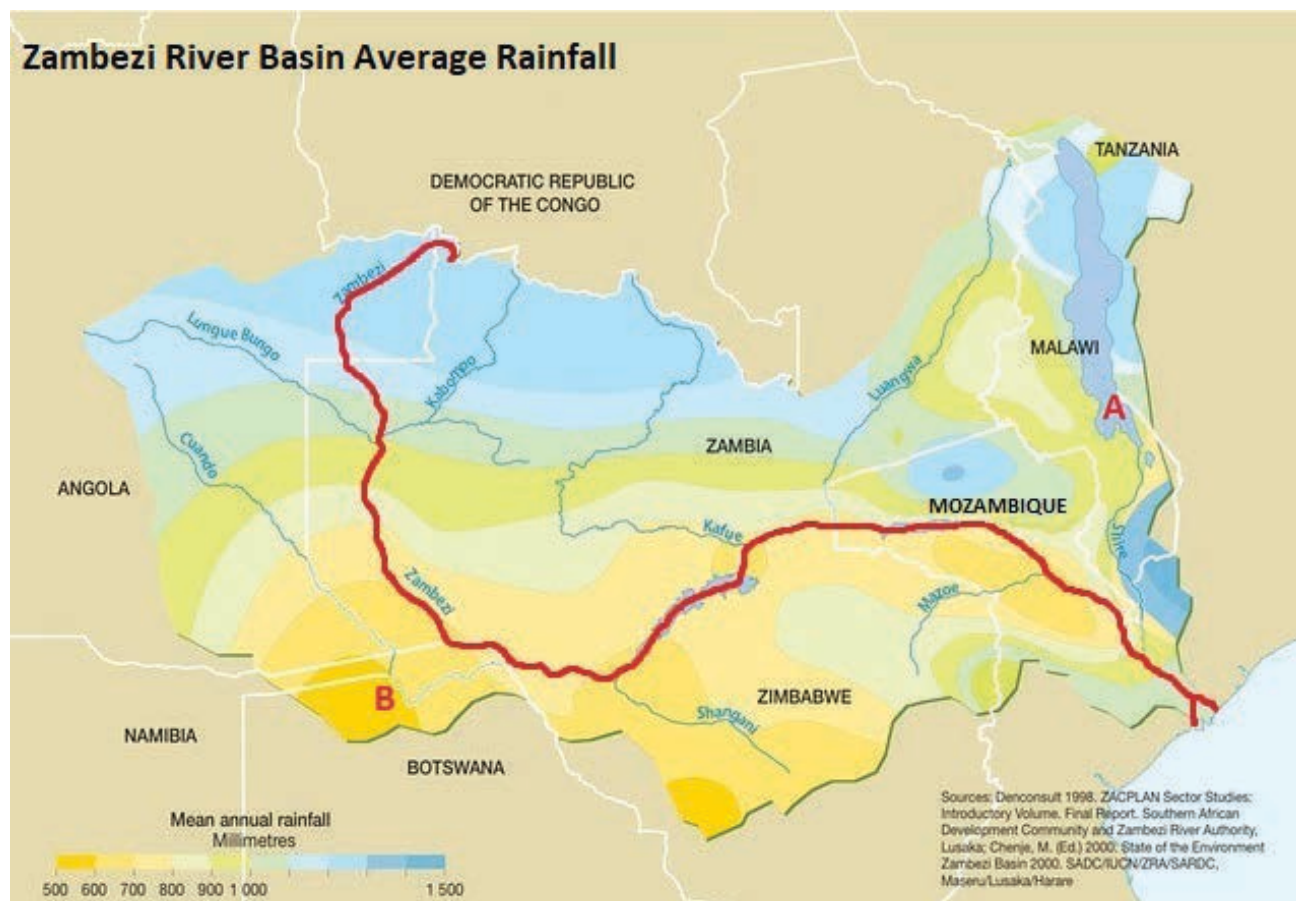 Zambezi River Basin Average Rainfall
TANZANIA
DEMOCRATIC REPUBLIC
OF THE CONGO
Zambezi
Lungue Bungo
Kabompo
Luangwa
MALAWI
A
Cuando
ZAMBIA
ANGOLA
MOZAMBIQUE
Kafue
Shire
Zambezi
Mazoe
B
ZIMBABWE
Shangani
NAMIBIA
BOTSWANA
Mean annual rainfall
Millimetres
500 600 700 800 900 1 000 1 500
Sources: Denconsult 1998. ZACPLAN Sector Studies:
Introductory Volume. Final Report. Southern African
Development Community and Zambezi River Authority,
Lusaka; Chenje, M. (Ed.) 2000. State of the Environment
Zambezi Basin 2000. SADC/IUCN/ZRA/SARDC,
Maseru/Lusaka/Harare